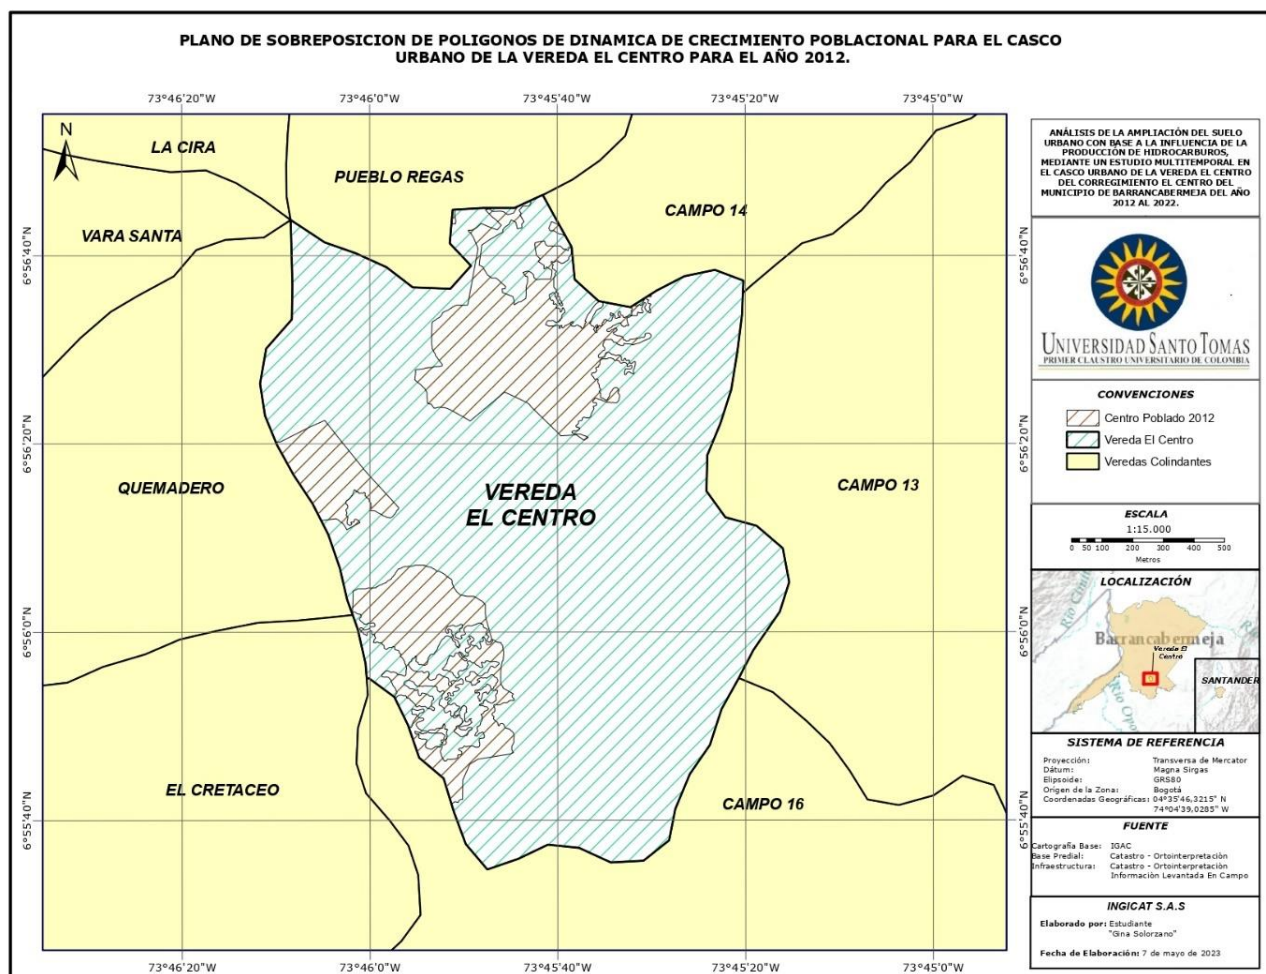 PLANO DE SOBREPOSICION DE POLIGONOS DE DINAMICA DE CRECIMIENTO POBLACIONAL PARA EL CASCO
URBANO DE LA VEREDA EL CENTRO PARA EL AÑO 2012.
73°46'20"W
73°46'0"W
73°45'40"W
73°45'20"W
73°45'0"W
N
LA CIRA
PUEBLO REGAS
CAMPO 14
VARA SANTA
6°56'40"N
6°56'40"N
6°56'20"N
6°56'20"N
QUEMADERO
VEREDA
EL CENTRO
CAMPO 13
6°56'0"N
6°56'0"N
EL CRETACEO
CAMPO 16
6°55'40"N
6°55'40"N
73°46'20"W
73°46'0"W
73°45'40"W
73°45'20"W
73°45'0"W
ANÁLISIS DE LA AMPLIACIÓN DEL SUELO
URBANO CON BASE A LA INFLUENCIA DE LA
PRODUCCIÓN DE HIDROCARBUROS,
MEDIANTE UN ESTUDIO MULTITEMPORAL EN
EL CASCO URBANO DE LA VEREDA EL CENTRO
DEL CORREGIMIENTO EL CENTRO DEL
MUNICIPIO DE BARRANCABERMEJA DEL AÑO
2012 AL 2022.
UNIVERSIDAD SANTO TOMAS
PRIMER CLAUSTRO UNIVERSITARIO DE COLOMBIA
CONVENCIONES
Centro Poblado 2012
Vereda El Centro
Veredas Colindantes
ESCALA
1:15.000
0 50 100 200 300 400 500
Metros
LOCALIZACIÓN
Barrancabermeja
Vereda El
Centro
SANTANDER
Río Opo
SISTEMA DE REFERENCIA
Proyección: Transversa de Mercator
Dátum: Magna Sirgas
Elipsoide: GRS80
Origen de la Zona: Bogotá
Coordenadas Geográficas: 04°35'46,3215" N
74°04'39,0285" W
FUENTE
Cartografía Base: IGAC
Base Predial: Catastro - Ortointerpretación
Infraestructura: Catastro - Ortointerpretación
Información Levantada En Campo
INGICAT S.A.S
Elaborado por: Estudiante
"Gina Solorzano"
Fecha de Elaboración: 7 de mayo de 2023